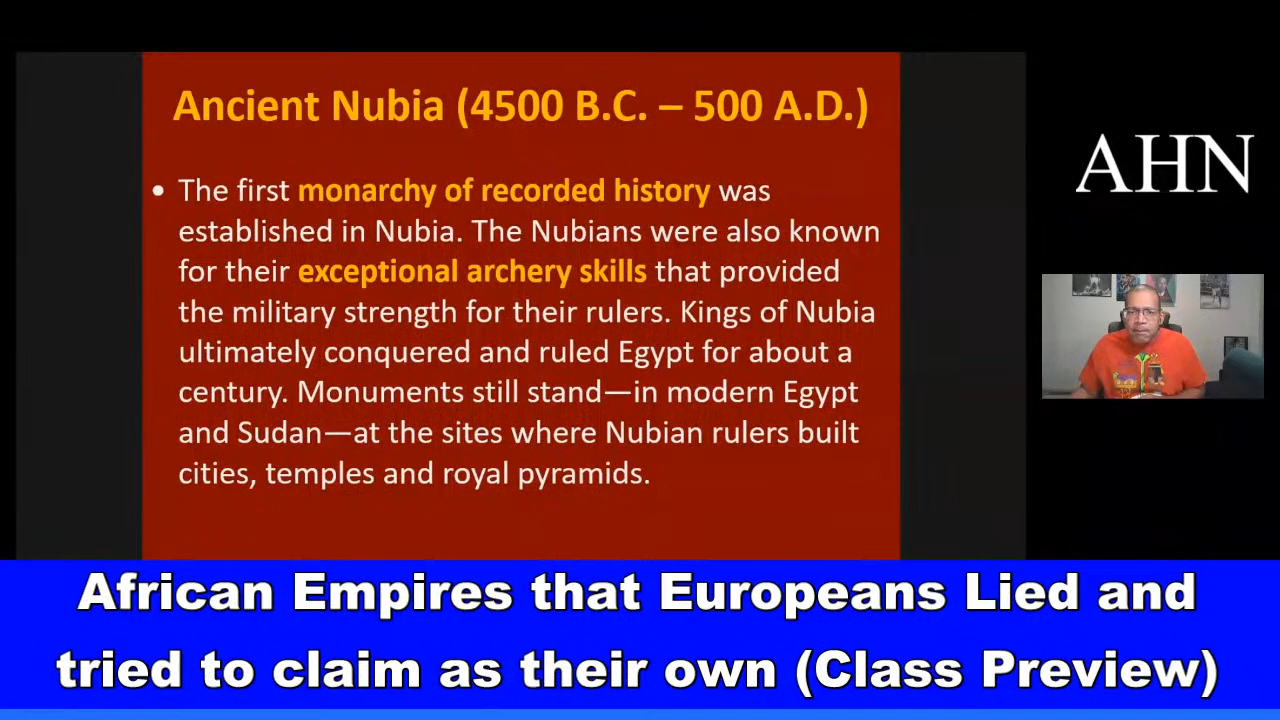 Ancient Nubia (4500 B.C. – 500 A.D.)
• The first monarchy of recorded history was
established in Nubia. The Nubians were also known
for their exceptional archery skills that provided
the military strength for their rulers. Kings of Nubia
ultimately conquered and ruled Egypt for about a
century. Monuments still stand—in modern Egypt
and Sudan—at the sites where Nubian rulers built
cities, temples and royal pyramids.
AHN
African Empires that Europeans Lied and
tried to claim as their own (Class Preview)